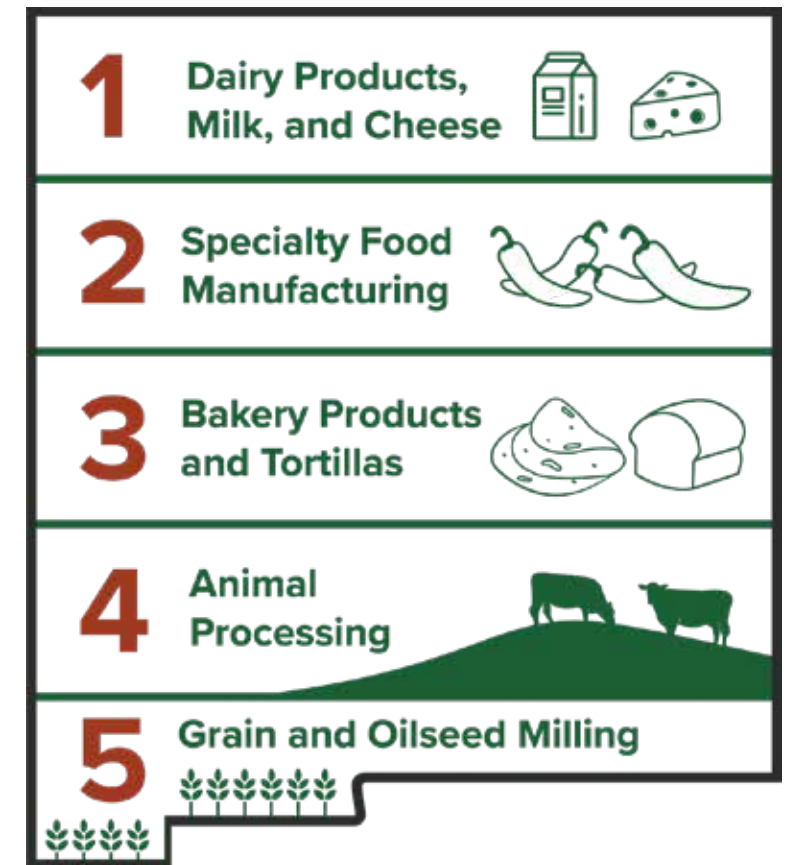 1
Dairy Products,
Milk, and Cheese
2
Specialty Food
Manufacturing
3
Bakery Products
and Tortillas
4
Animal
Processing
5
Grain and Oilseed Milling